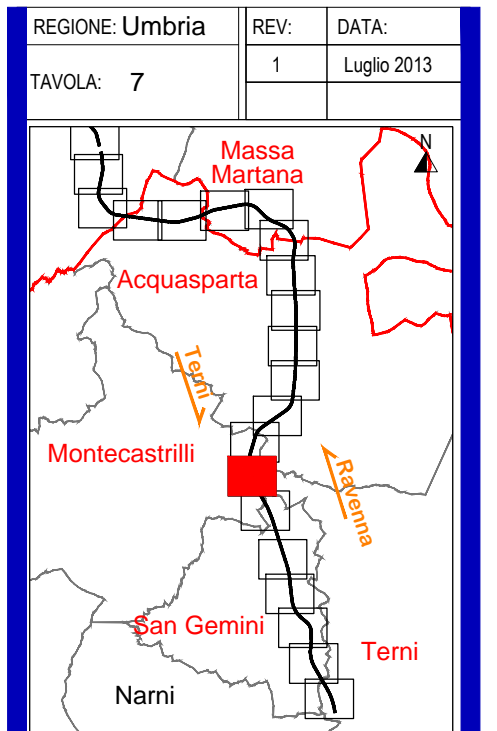 REGIONE: Umbria
REV:
DATA:
TAVOLA: 7
1
Luglio 2013
N
Massa
Martana
Acquasparta
Terni
Montecastrilli
Ravenna
San Gemini
Terni
Narni